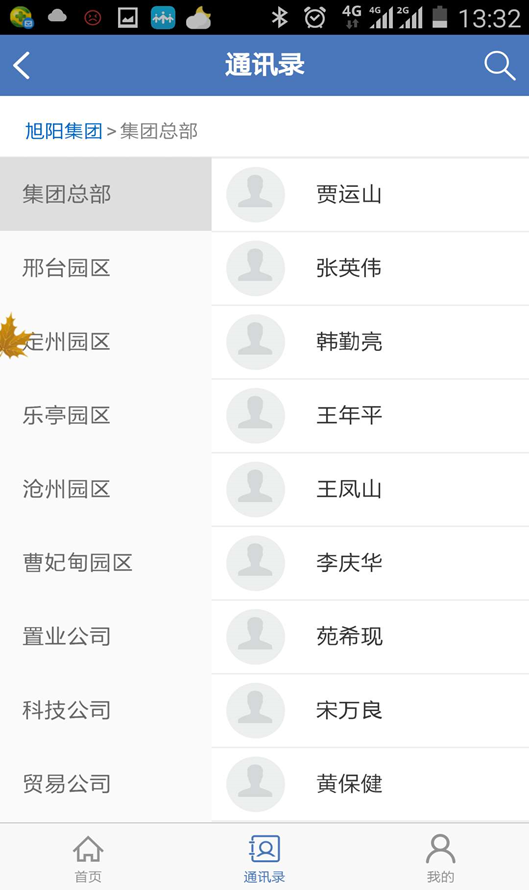 4G 4G 2G 13:32
通讯录
旭阳集团>集团总部
集团总部
邢台园区
定州园区
乐亭园区
沧州园区
曹妃甸园区
置业公司
科技公司
贸易公司
贾运山
张英伟
韩勤亮
王年平
王凤山
李庆华
苑希现
宋万良
黄保健
首页
通讯录
我的